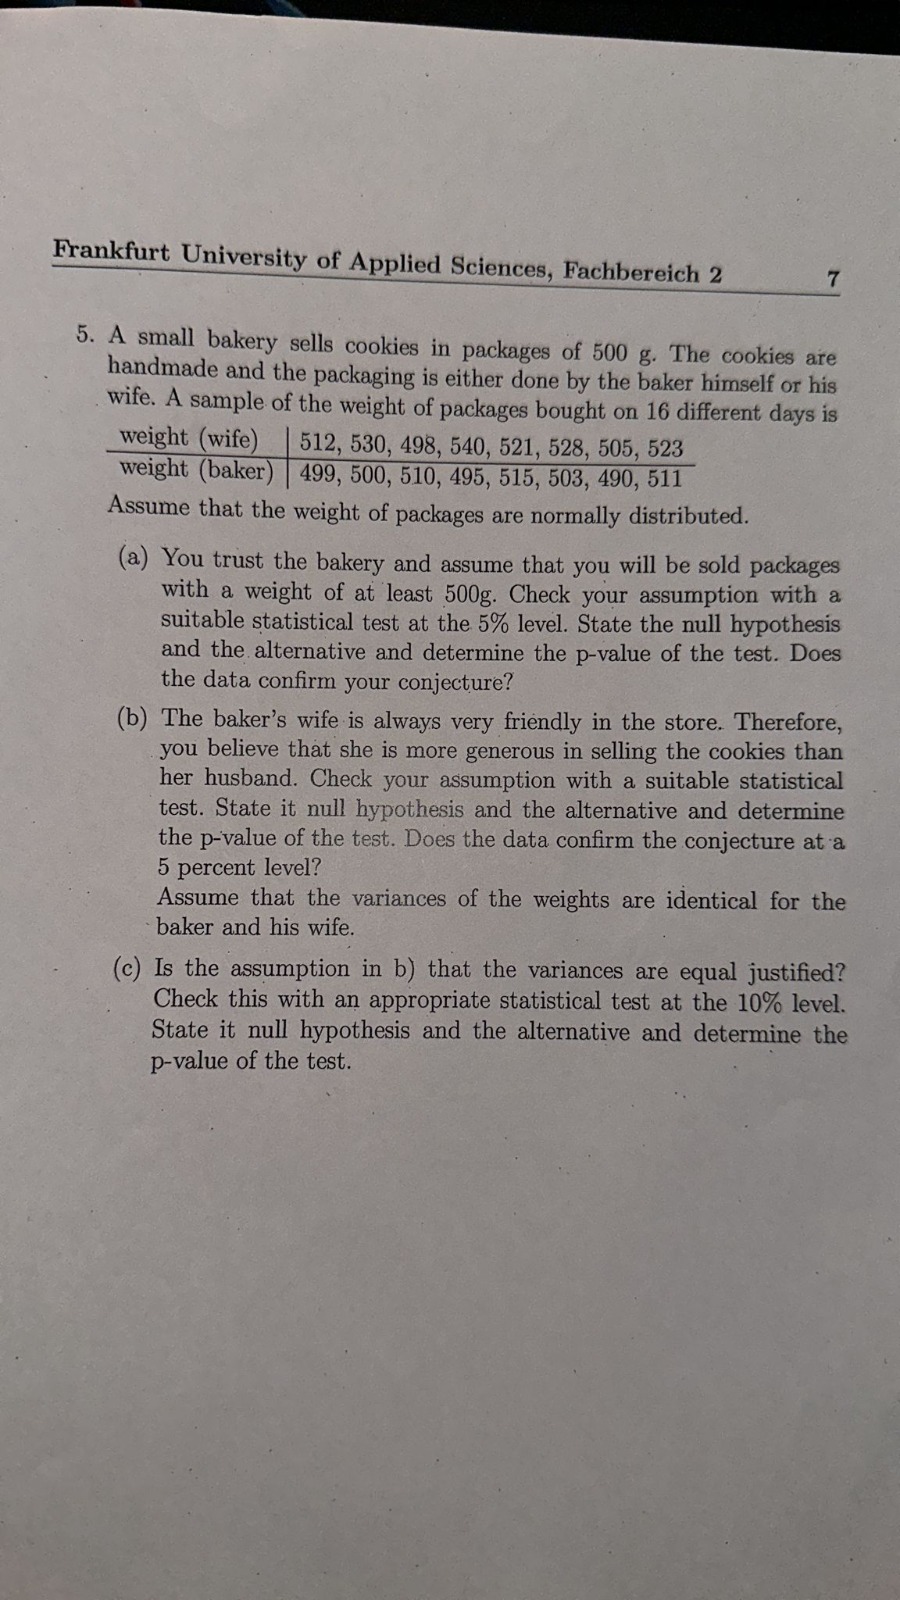 Frankfurt University of Applied Sciences, Fachbereich 2 7
5. A small bakery sells cookies in packages of 500 g. The cookies are
handmade and the packaging is either done by the baker himself or his
wife. A sample of the weight of packages bought on 16 different days is
weight (wife) | 512, 530, 498, 540, 521, 528, 505, 523
weight (baker) | 499, 500, 510, 495, 515, 503, 490, 511
Assume that the weight of packages are normally distributed.
(a) You trust the bakery and assume that you will be sold packages
with a weight of at least 500g. Check your assumption with a
suitable statistical test at the 5% level. State the null hypothesis
and the alternative and determine the p-value of the test. Does
the data confirm your conjecture?
(b) The baker's wife is always very friendly in the store. Therefore,
you believe that she is more generous in selling the cookies than
her husband. Check your assumption with a suitable statistical
test. State it null hypothesis and the alternative and determine
the p-value of the test. Does the data confirm the conjecture at a
5 percent level?
Assume that the variances of the weights are identical for the
baker and his wife.
(c) Is the assumption in b) that the variances are equal justified?
Check this with an appropriate statistical test at the 10% level.
State it null hypothesis and the alternative and determine the
p-value of the test.